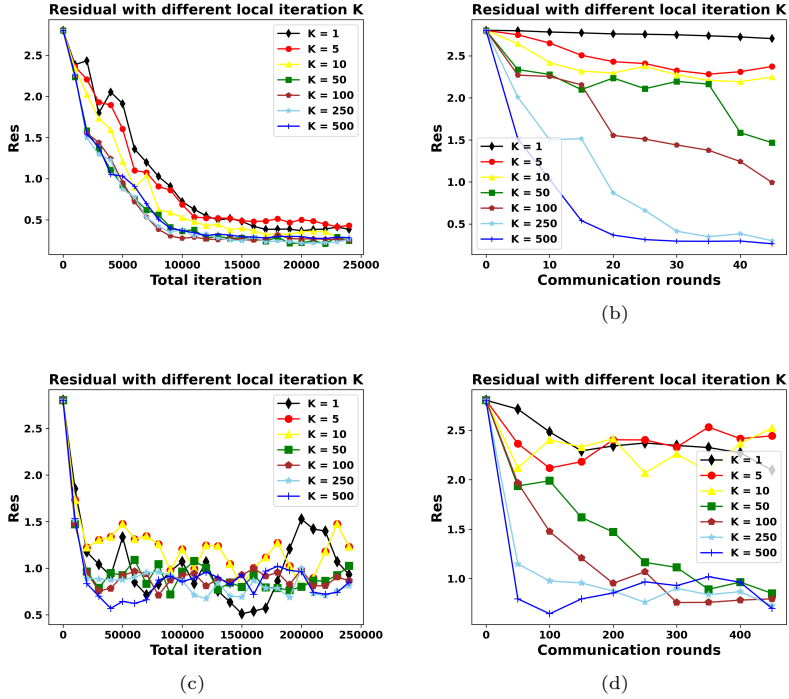 Residual with different local iteration K
2.5
2.0
1.5
1.0
0.5
Res
K = 1
K = 5
K = 10
K = 50
K = 100
K = 250
K = 500
0 5000 10000 15000 20000 25000
Total iteration
Residual with different local iteration K
2.5
2.0
1.5
1.0
0.5
Res
K = 1
K = 5
K = 10
K = 50
K = 100
K = 250
K = 500
0 10 20 30 40
Communication rounds
(b)
Residual with different local iteration K
2.5
2.0
1.5
1.0
0.5
Res
K = 1
K = 5
K = 10
K = 50
K = 100
K = 250
K = 500
0 50000 100000 150000 200000 250000
Total iteration
(c)
Residual with different local iteration K
2.5
2.0
1.5
1.0
Res
K = 1
K = 5
K = 10
K = 50
K = 100
K = 250
K = 500
0 100 200 300 400
Communication rounds
(d)